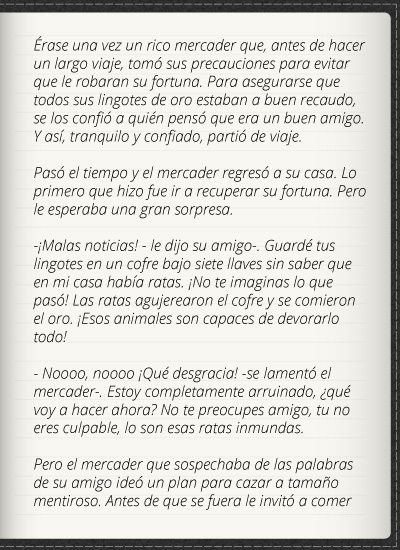 Érase una vez un rico mercader que, antes de hacer
un largo viaje, tomó sus precauciones para evitar
que le robaran su fortuna. Para asegurarse que
todos sus lingotes de oro estaban a buen recaudo,
se los confió a quién pensó que era un buen amigo.
Y así, tranquilo y confiado, partió de viaje.
Pasó el tiempo y el mercader regresó a su casa. Lo
primero que hizo fue ir a recuperar su fortuna. Pero
le esperaba una gran sorpresa.
-¡Malas noticias! - le dijo su amigo-. Guardé tus
lingotes en un cofre bajo siete llaves sin saber que
en mi casa había ratas. ¡No te imaginas lo que
pasó! Las ratas agujerearon el cofre y se comieron
el oro. ¡Esos animales son capaces de devorarlo
todo!
- Noooo, noooo ¡Qué desgracia! -se lamentó el
mercader-. Estoy completamente arruinado, ¿qué
voy a hacer ahora? No te preocupes amigo, tu no
eres culpable, lo son esas ratas inmundas.
Pero el mercader que sospechaba de las palabras
de su amigo ideó un plan para cazar a tamaño
mentiroso. Antes de que se fuera le invitó a comer